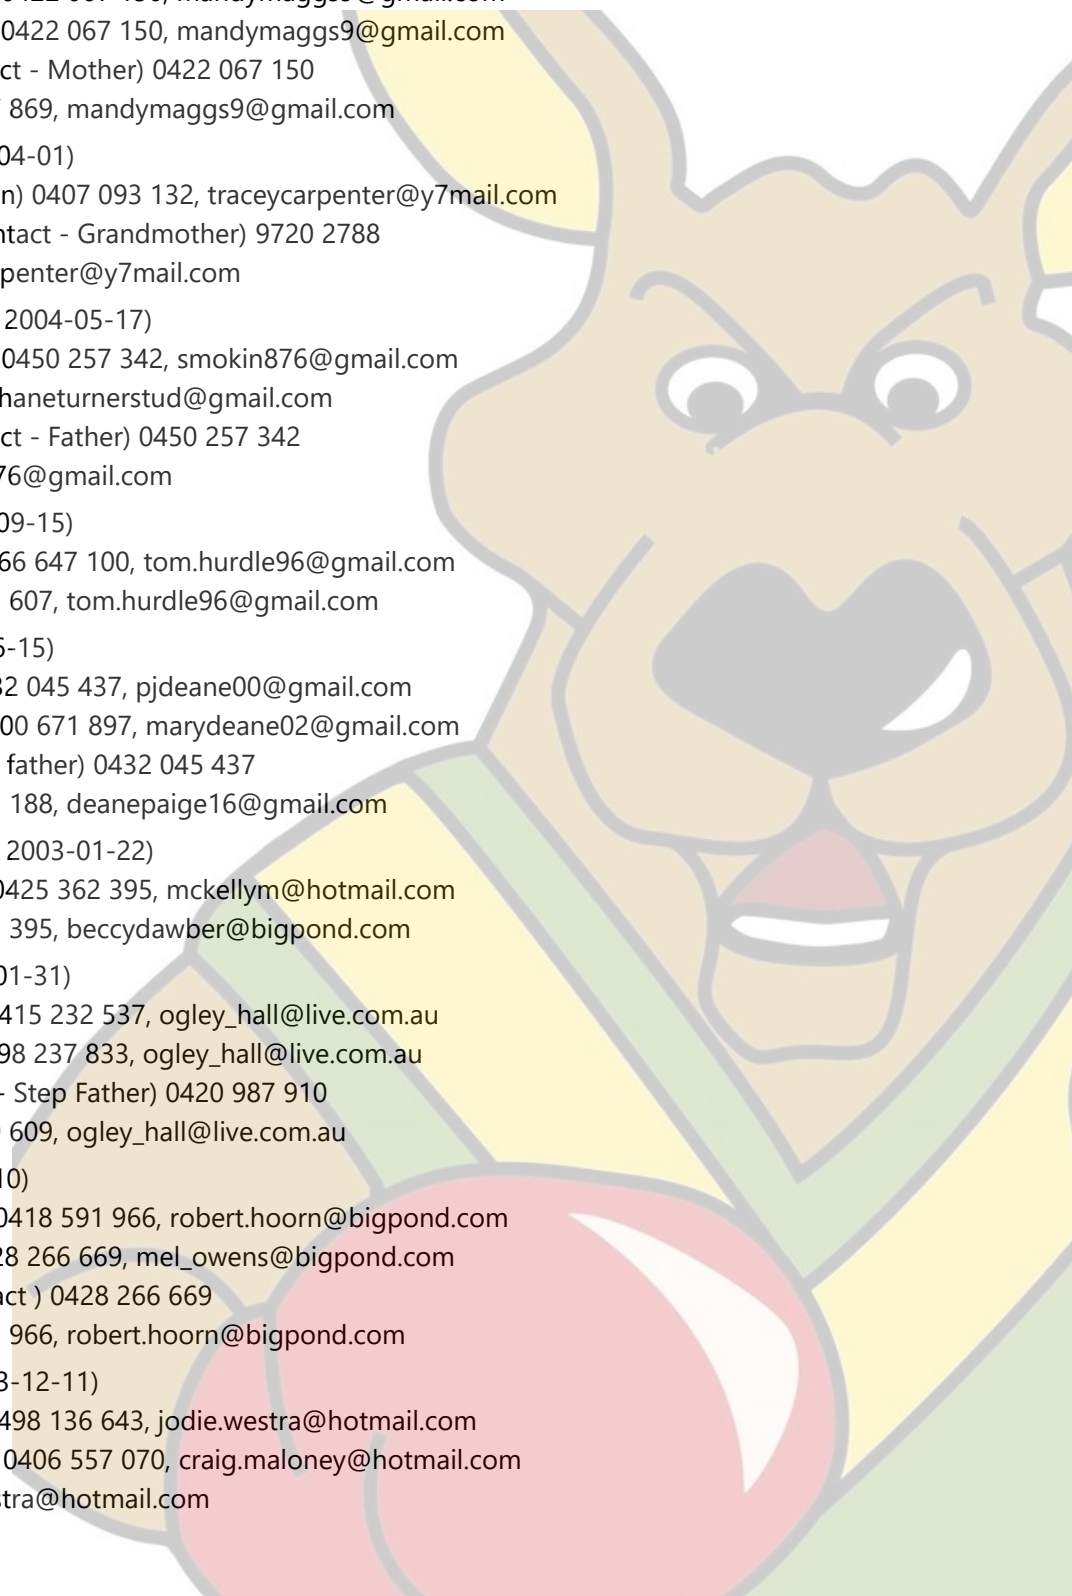 0422 067 150, mandymaggs9@gmail.com
ct - Mother) 0422 067 150
869, mandymaggs9@gmail.com
04-01)
n) 0407 093 132, traceycarpenter@y7mail.com
ntact - Grandmother) 9720 2788
penter@y7mail.com
2004-05-17)
0450 257 342, smokin876@gmail.com
haneturnerstud@gmail.com
ct - Father) 0450 257 342
76@gmail.com
09-15)
66 647 100, tom.hurdle96@gmail.com
607, tom.hurdle96@gmail.com
-15)
32 045 437, pjdeane00@gmail.com
00 671 897, marydeane02@gmail.com
father) 0432 045 437
188, deanepaige16@gmail.com
2003-01-22)
0425 362 395, mckellym@hotmail.com
395, beccydawber@bigpond.com
01-31)
415 232 537, ogley_hall@live.com.au
98 237 833, ogley_hall@live.com.au
- Step Father) 0420 987 910
609, ogley_hall@live.com.au
10)
0418 591 966, robert.hoorn@bigpond.com
28 266 669, mel_owens@bigpond.com
act ) 0428 266 669
966, robert.hoorn@bigpond.com
3-12-11)
498 136 643, jodie.westra@hotmail.com
0406 557 070, craig.maloney@hotmail.com
stra@hotmail.com